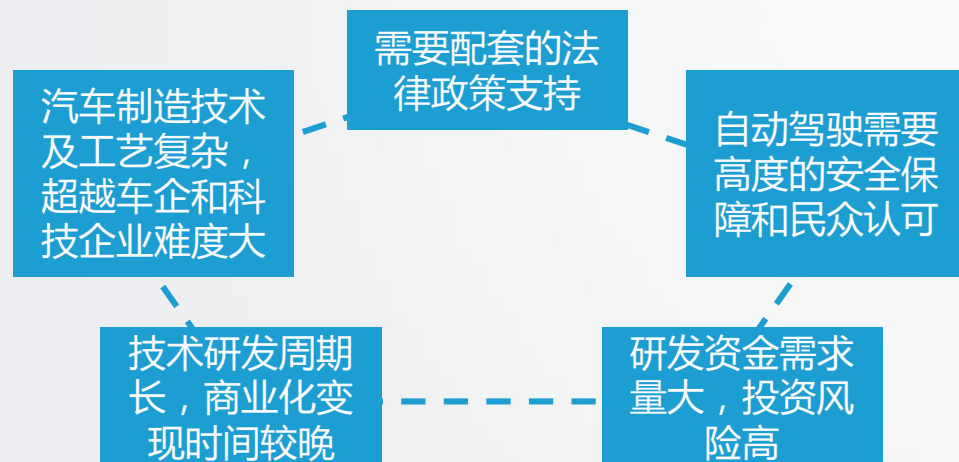 需要配套的法
律政策支持
汽车制造技术
及工艺复杂，
超越车企和科
技企业难度大
自动驾驶需要
高度的安全保
障和民众认可
技术研发周期
长，商业化变
现时间较晚
研发资金需求
量大，投资风
险高